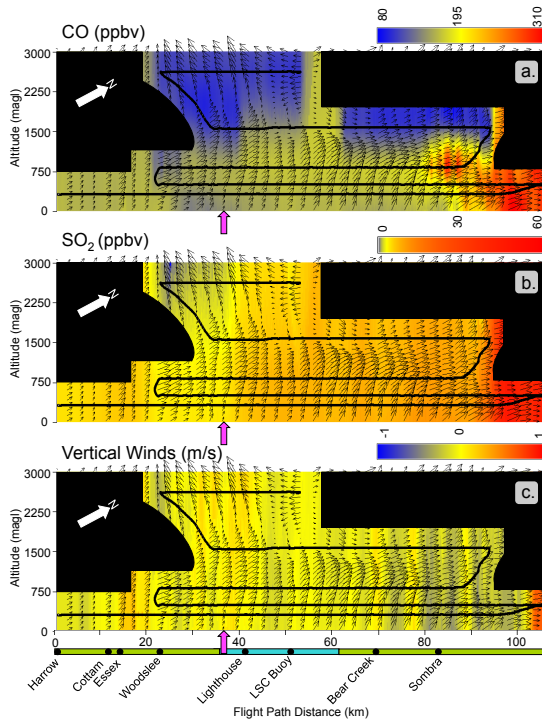 CO (ppbv)
80
195
310
a.
N
Altitude (magl)
3000
2250
1500
750
0
SO2 (ppbv)
0
30
60
b.
N
Altitude (magl)
3000
2250
1500
750
0
Vertical Winds (m/s)
-1
0
1
c.
N
Altitude (magl)
3000
2250
1500
750
0
0 20 40 60 80 100
Harrow
Cottam
Essex
Woodslee
Lighthouse
LSC Buoy
Bear Creek
Sombra
Flight Path Distance (km)